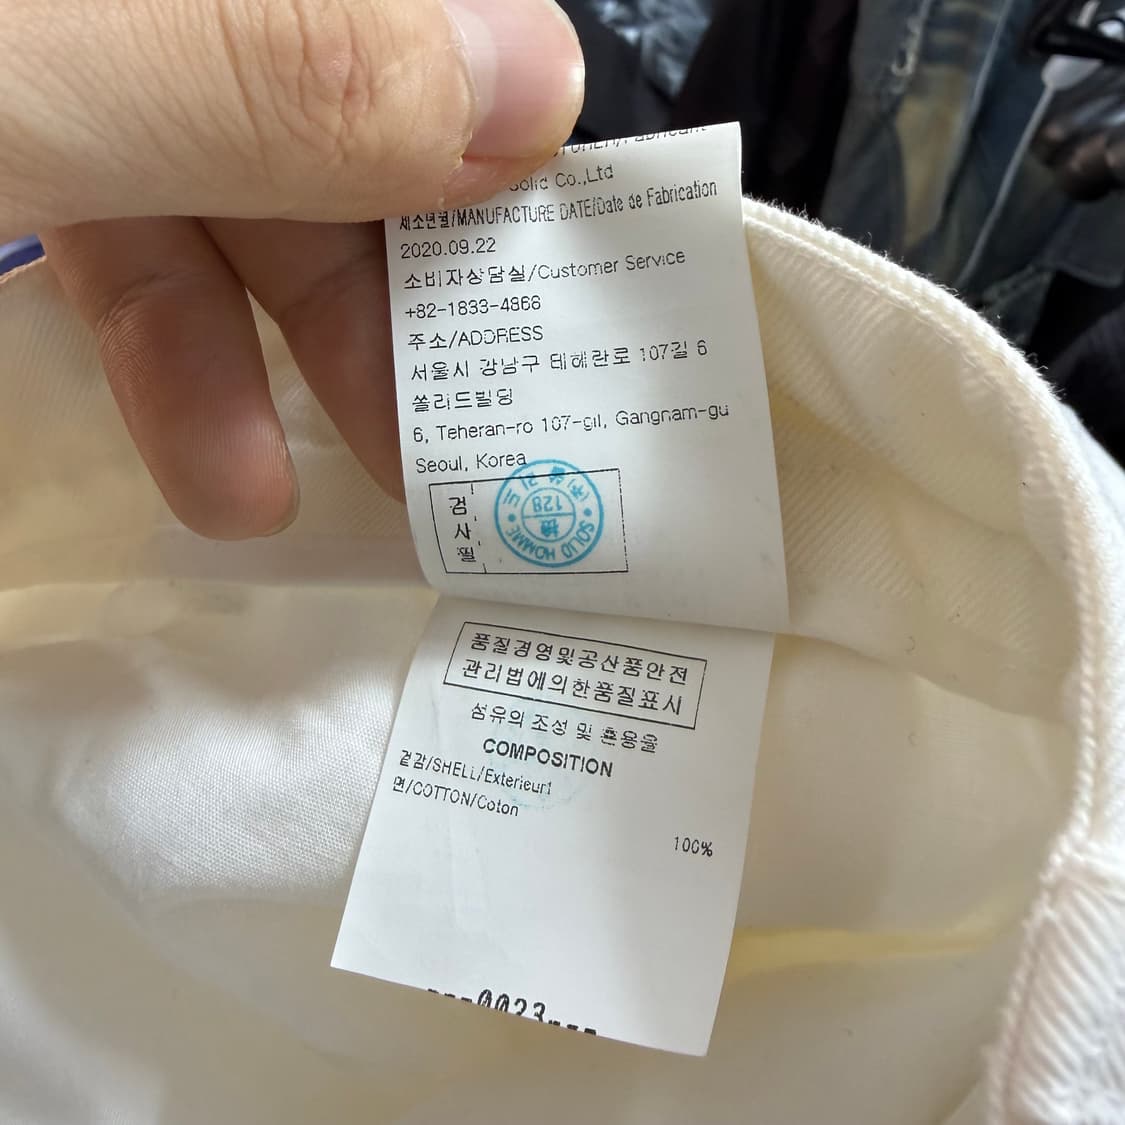 Solid Co.,Ltd
제소년월/MANUFACTURE DATE/Date de Fabrication
2020.09.22
소비자상담실/Customer Service
+82-1833-4868
주소/ADDRESS
서울시 강남구 테헤란로 107길 6
쏠리드빌딩
6, Teheran-ro 107-gil, Gangnam-gu
Seoul, Korea
검사필
128
SOLID HOMME
품질경영및공산품안전
관리법에의한품질표시
섬유의 조성 및 혼용율
COMPOSITION
겉감/SHELL/Exterieur1
면/COTTON/Coton
100%
---0023---